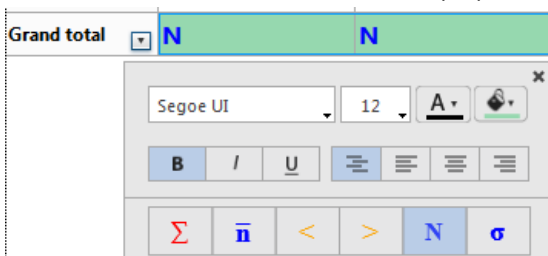 Grand total N N
Segoe UI 12 A
B I U
Σ n̅ < > N σ